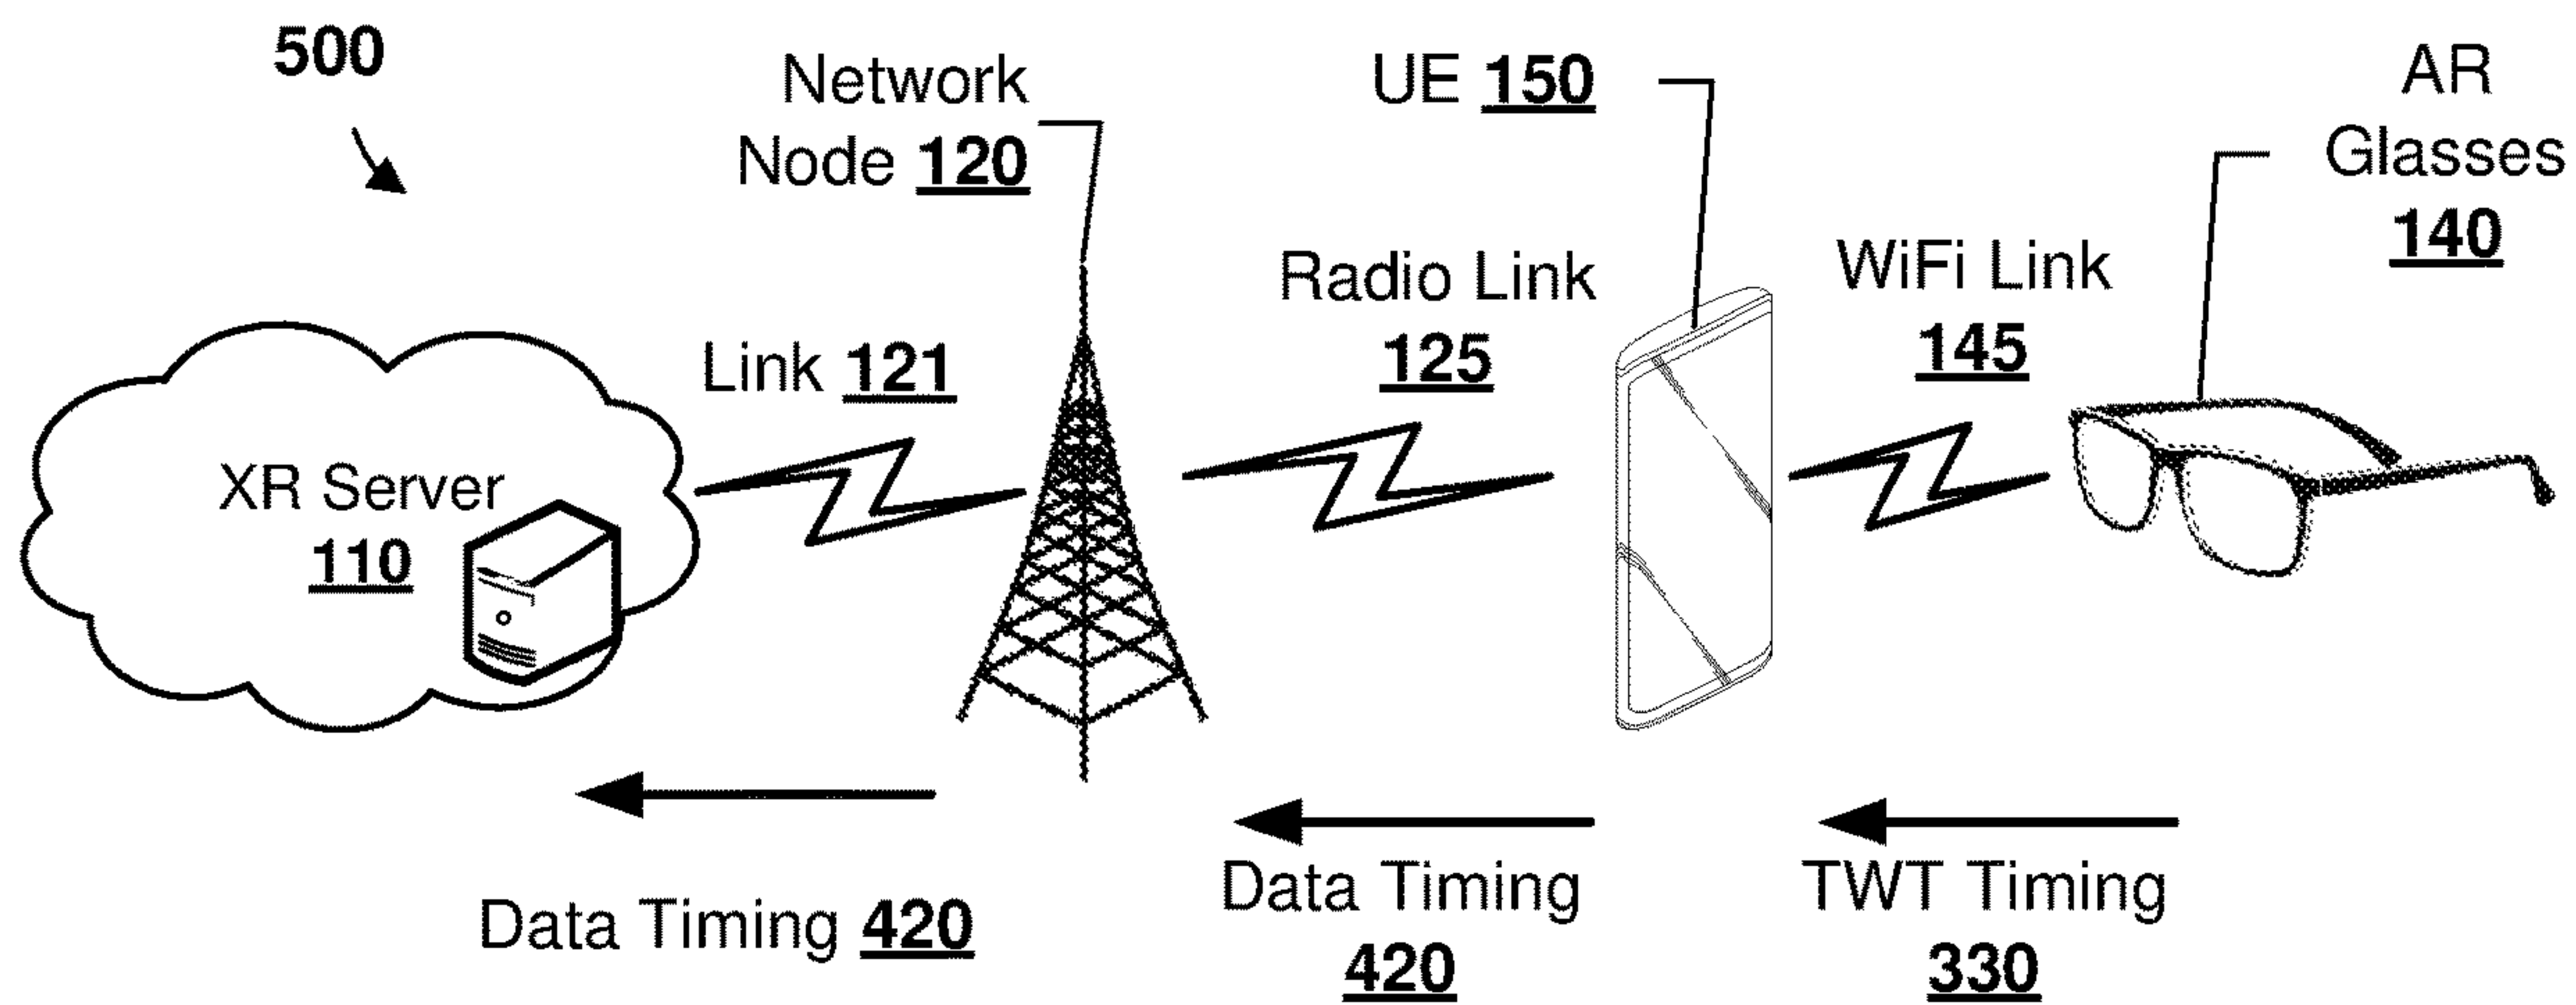 500
Network
Node 120
UE 150
AR
Glasses
140
Link 121
Radio Link
125
WiFi Link
145
XR Server
110
Data Timing 420
Data Timing
420
TWT Timing
330